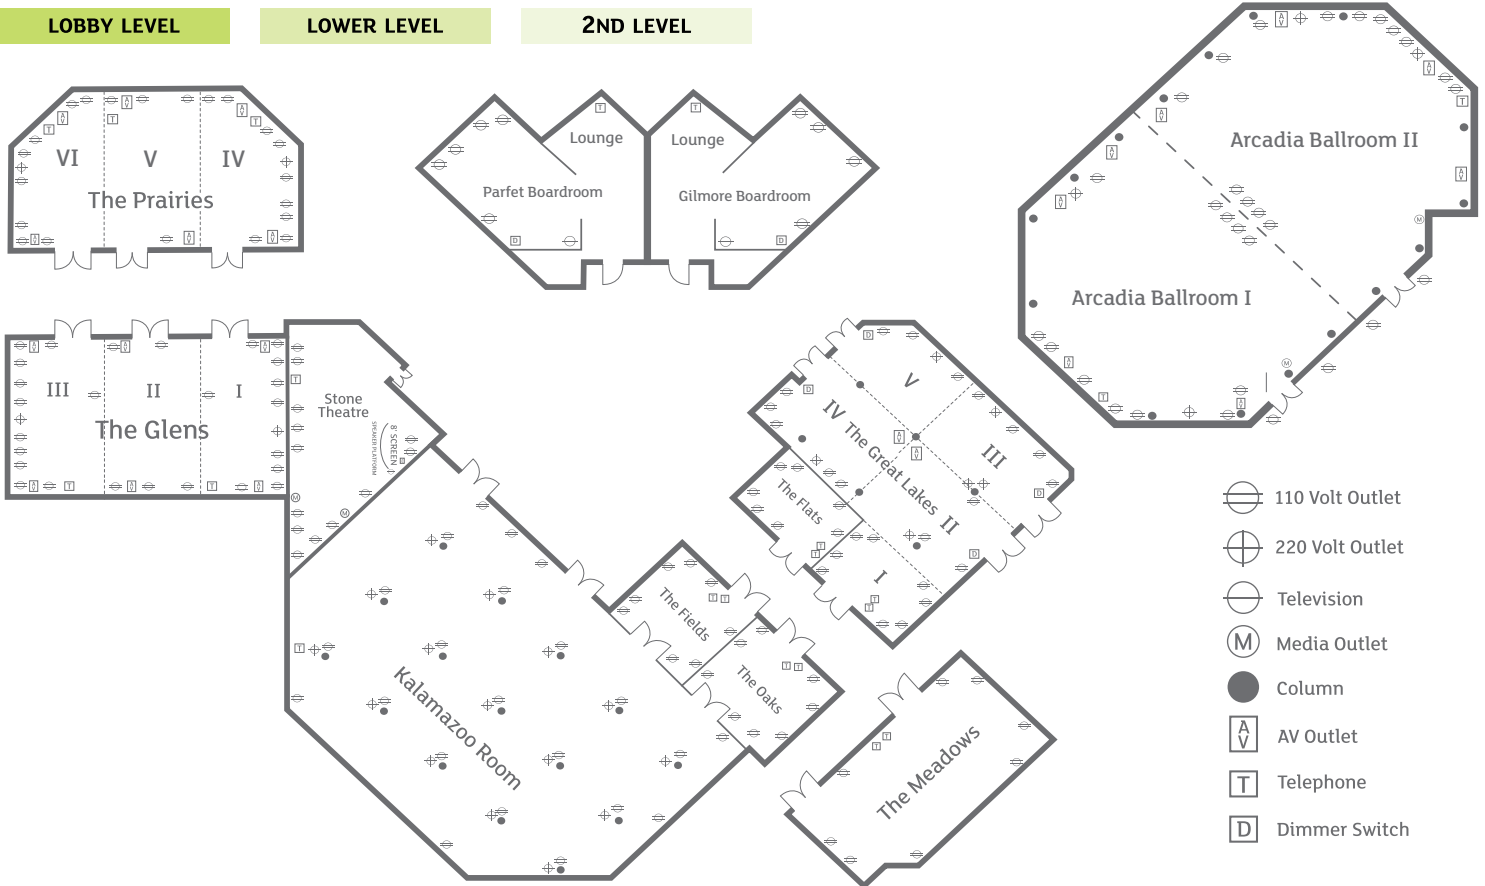 LOBBY LEVEL
LOWER LEVEL
2ND LEVEL
VI
V
IV
The Prairies
Lounge
Lounge
Parfet Boardroom
Gilmore Boardroom
Arcadia Ballroom II
Arcadia Ballroom I
III
II
I
The Glens
Stone
Theatre
8' SCREEN
SPEAKER PLATFORM
V
IV
The Great Lakes
III
II
I
The Flats
The Fields
The Oaks
Kalamazoo Room
The Meadows
110 Volt Outlet
220 Volt Outlet
Television
M Media Outlet
Column
AV AV Outlet
T Telephone
D Dimmer Switch